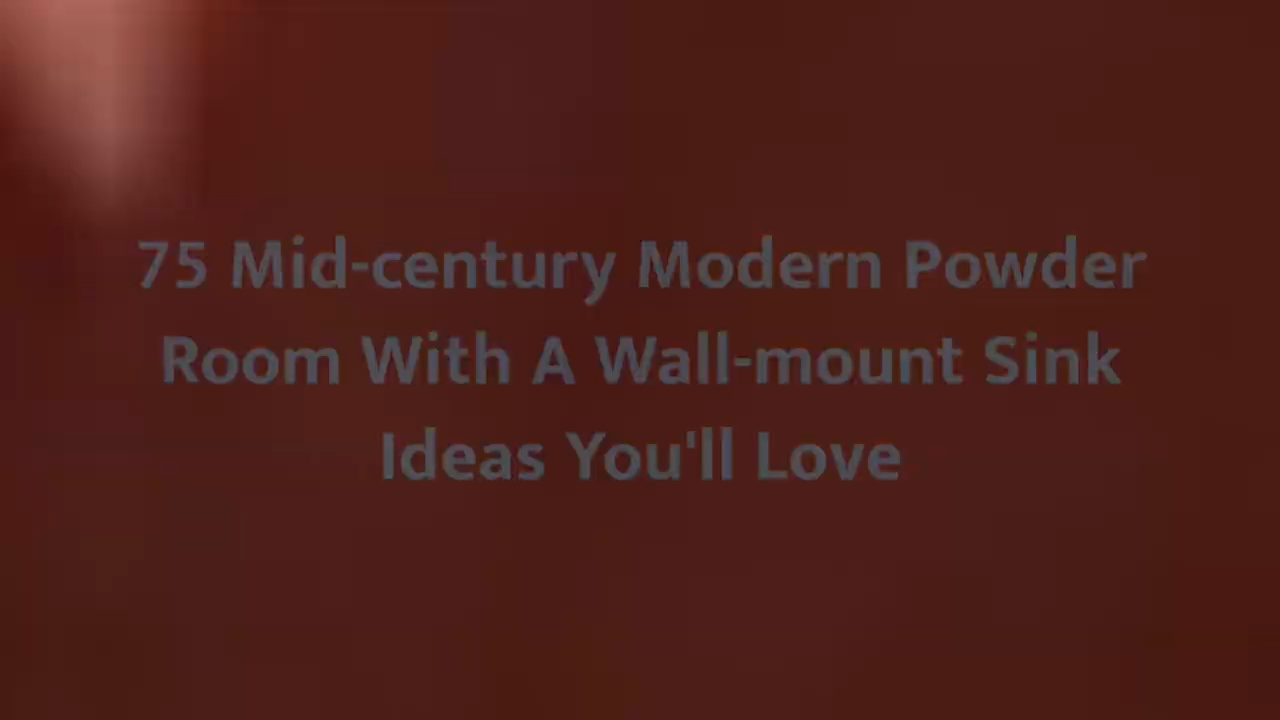 75 Mid-century Modern Powder
Room With A Wall-mount Sink
Ideas You'll Love